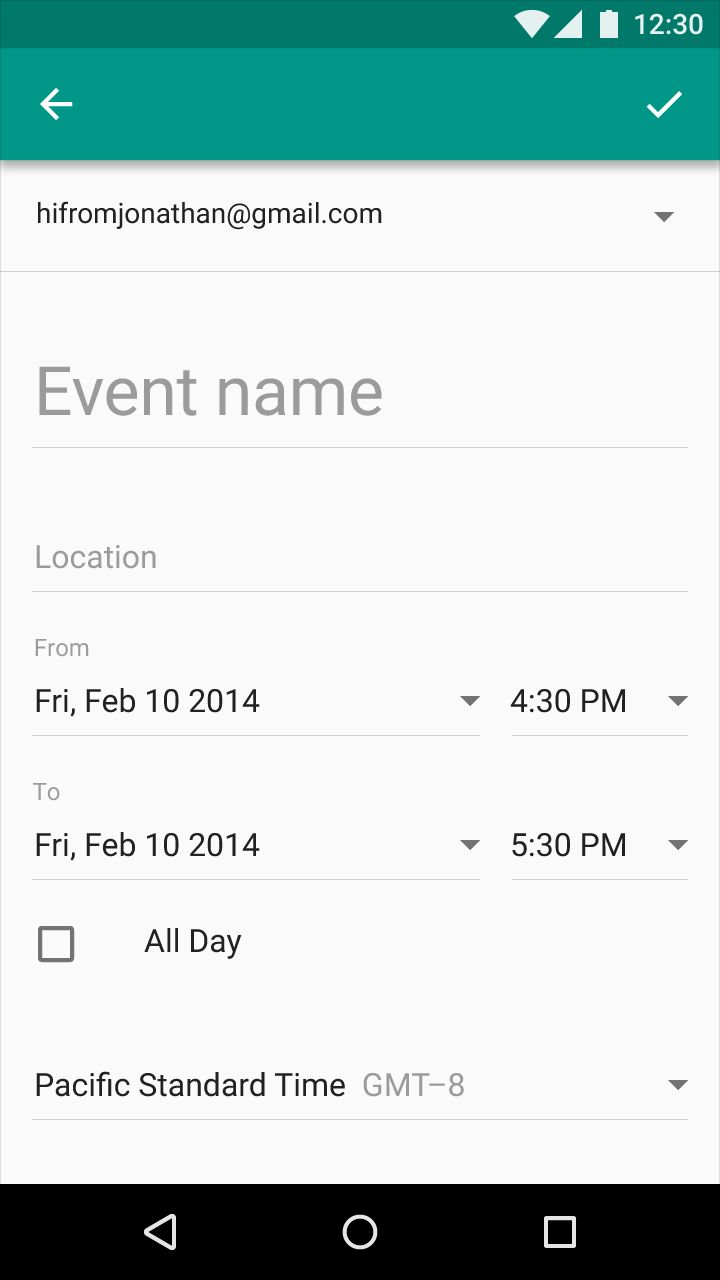 12:30
hifromjonathan@gmail.com
Event name
Location
From
Fri, Feb 10 2014 4:30 PM
To
Fri, Feb 10 2014 5:30 PM
All Day
Pacific Standard Time GMT–8